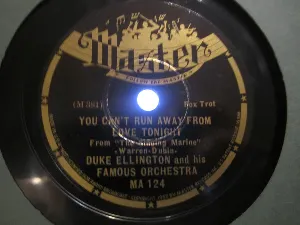 Master
Fox Trot
YOU CAN'T RUN AWAY FROM
LOVE TONIGHT
From "The Singing Marine"
-Warren-Dubin-
DUKE ELLINGTON and his
FAMOUS ORCHESTRA
MA 124